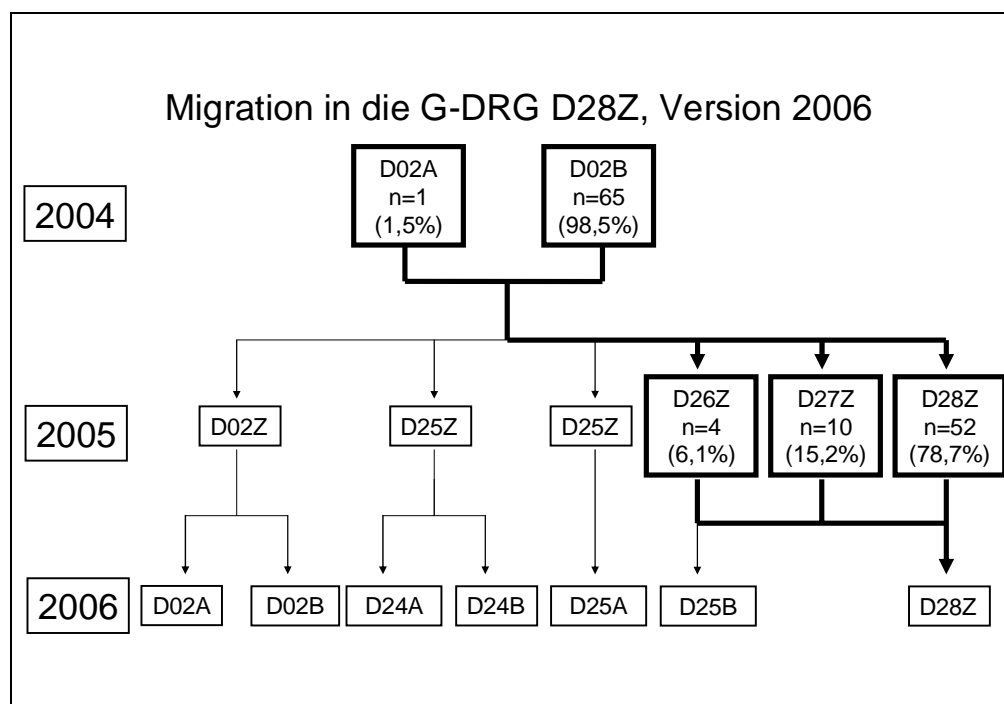 Migration in die G-DRG D28Z, Version 2006
2004
D02A
n=1
(1,5%)
D02B
n=65
(98,5%)
2005
D02Z
D25Z
D25Z
D26Z
n=4
(6,1%)
D27Z
n=10
(15,2%)
D28Z
n=52
(78,7%)
2006
D02A
D02B
D24A
D24B
D25A
D25B
D28Z